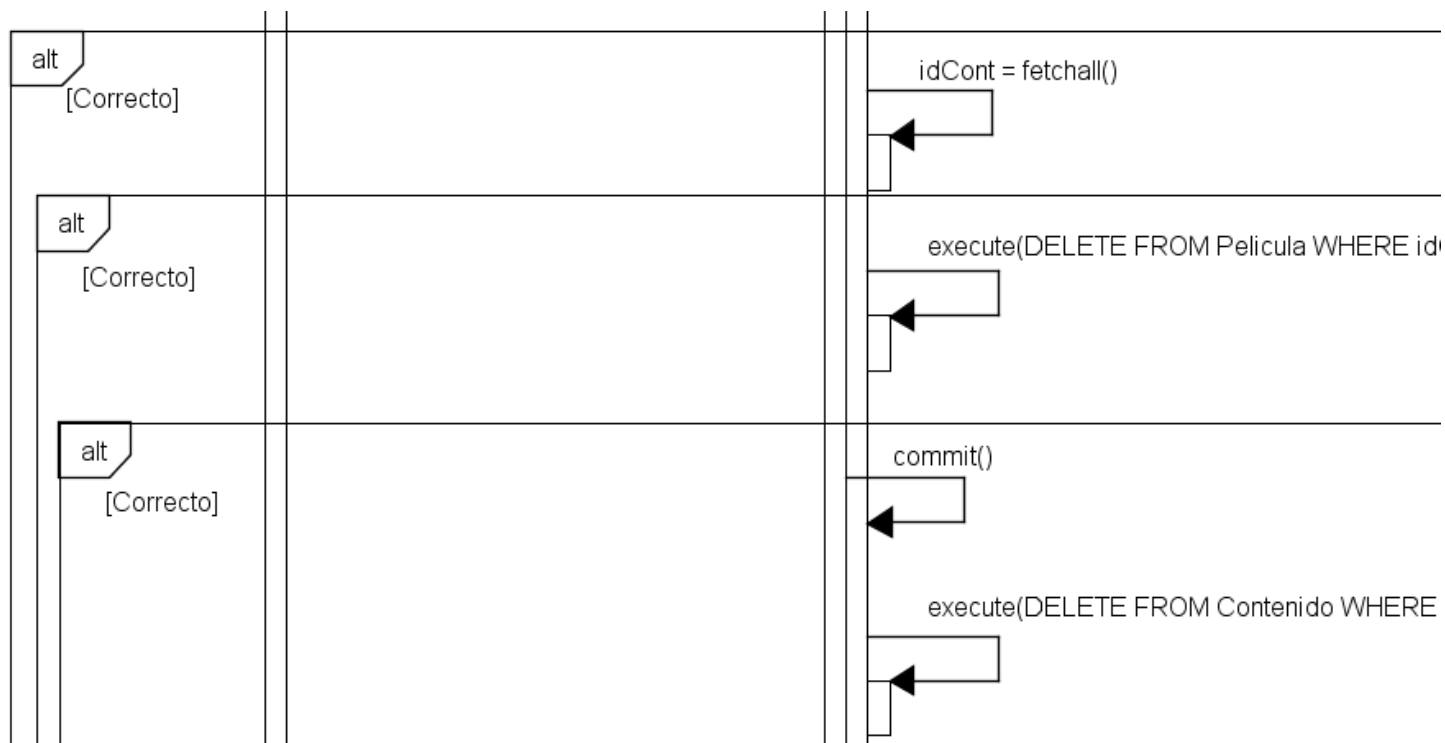 alt
idCont = fetchall()
[Correcto]
alt
execute(DELETE FROM Pelicula WHERE
[Correcto]
alt
commit()
[Correcto]
execute(DELETE FROM Contenido WHERE